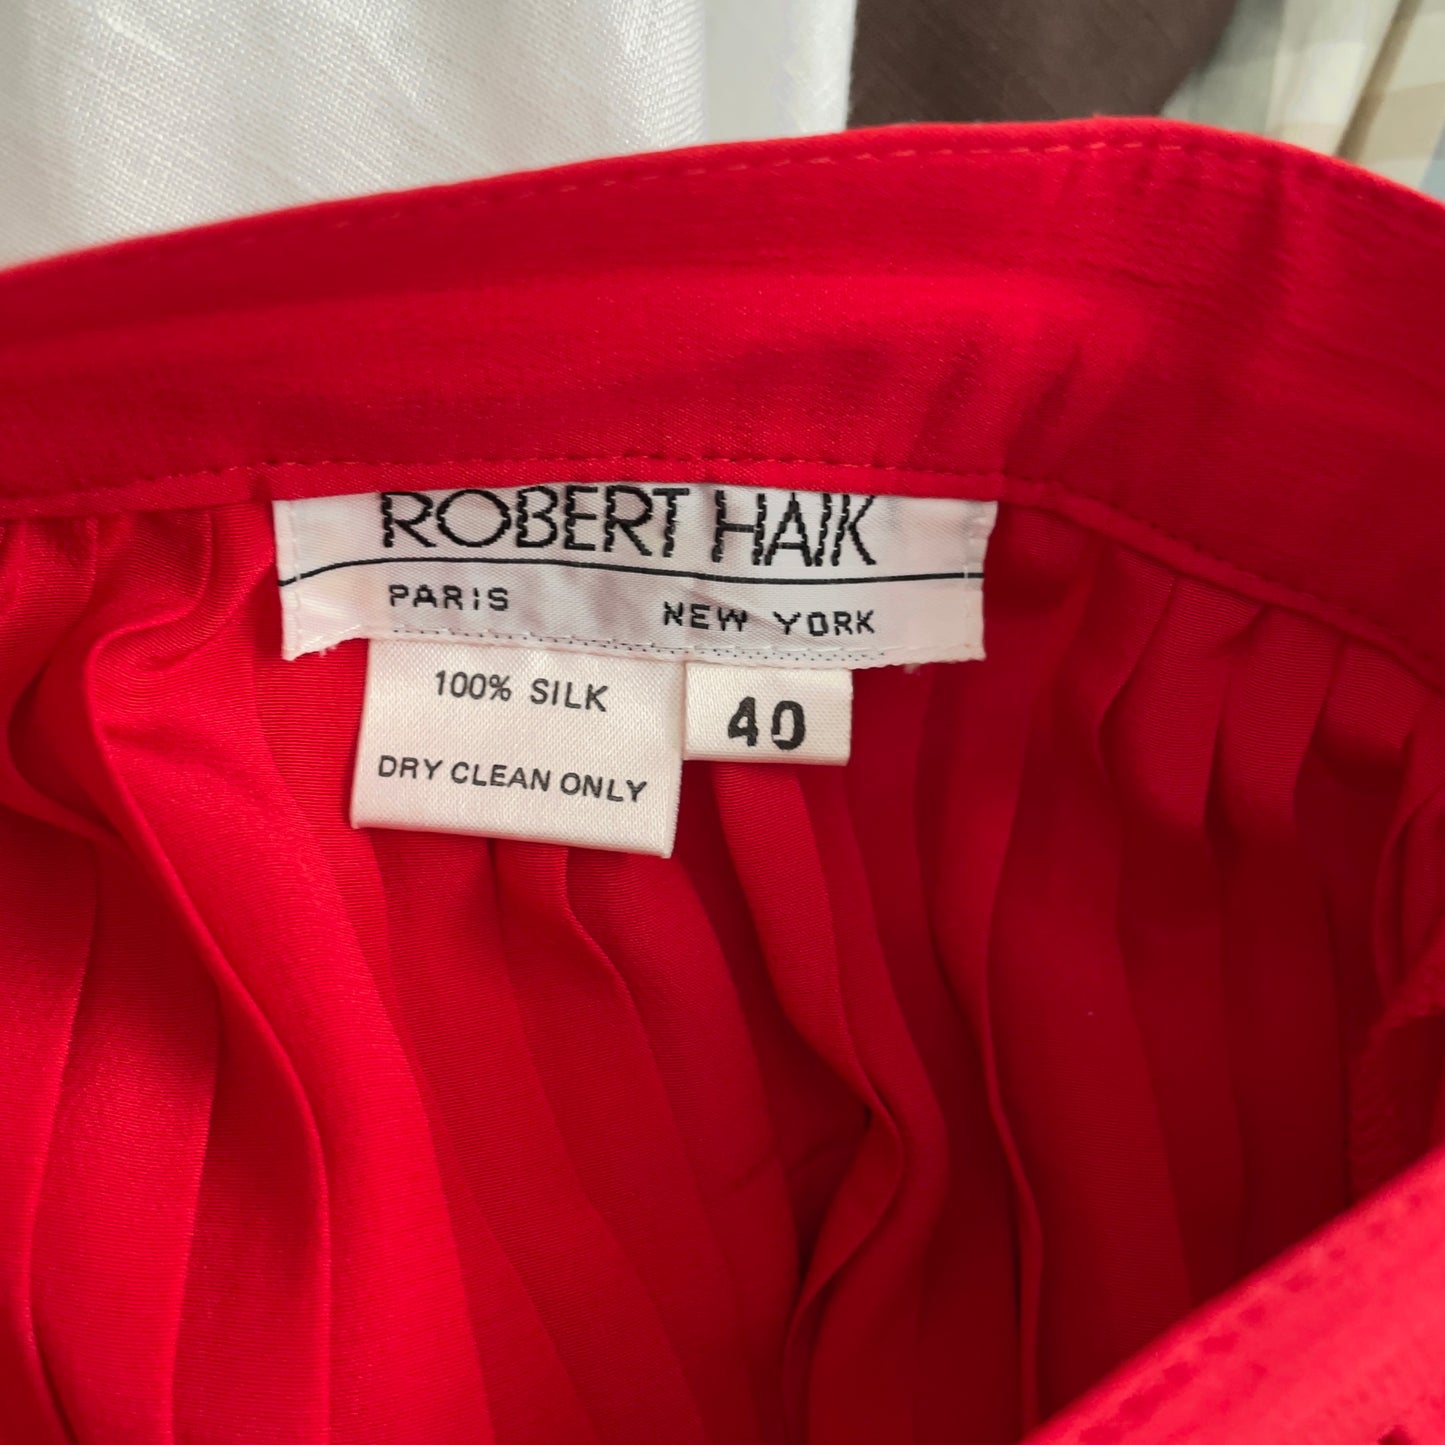 ROBERT HAIK
PARIS NEW YORK
100% SILK
40
DRY CLEAN ONLY